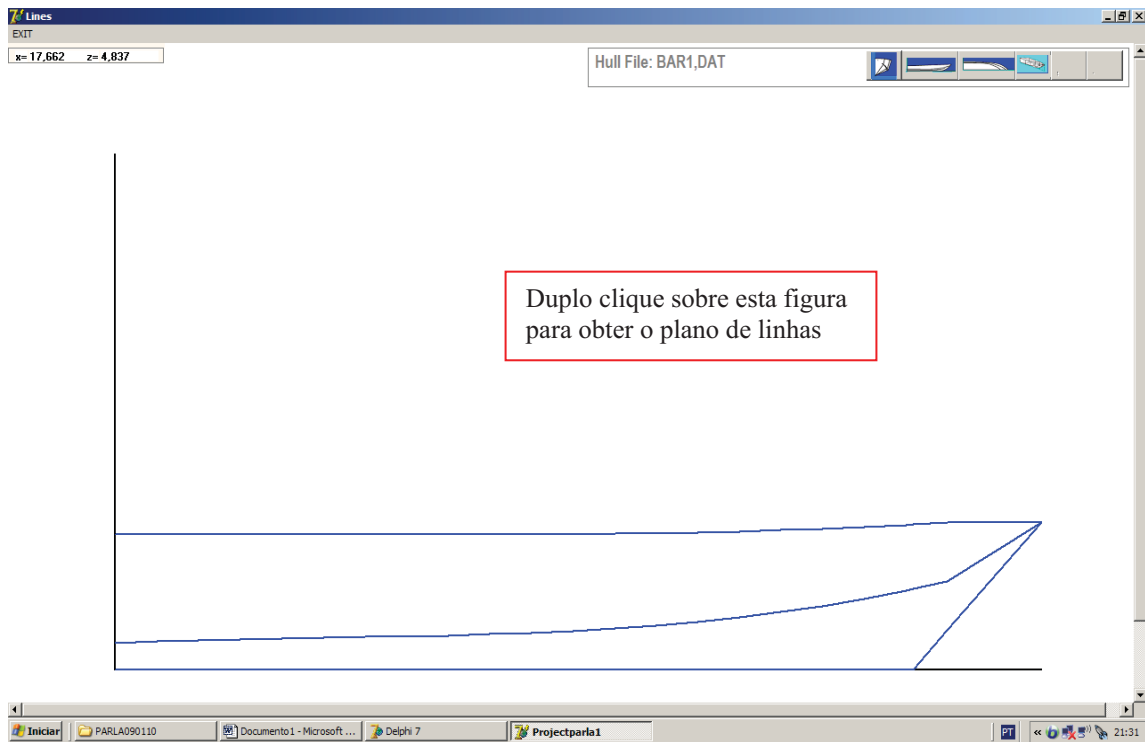 Lines
EXIT
x= 17,662 z= 4,837
Hull File: BAR1,DAT
Duplo clique sobre esta figura
para obter o plano de linhas
Iniciar PARLA090110 Documento1 - Microsoft ... Delphi 7 Projectparla1 PT « 21:31